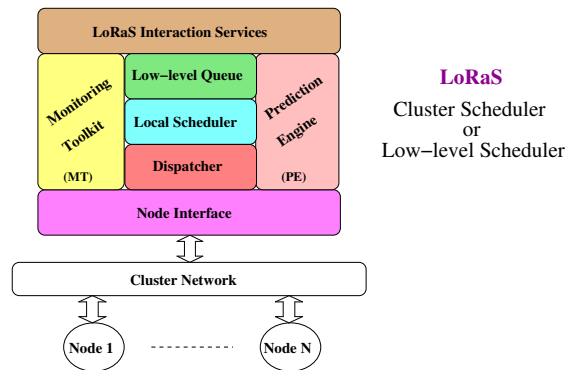 LoRaS Interaction Services
Monitoring
Toolkit
(MT)
Low−level Queue
Local Scheduler
Dispatcher
Prediction
Engine
(PE)
Node Interface
Cluster Network
Node 1
Node N
LoRaS
Cluster Scheduler
or
Low−level Scheduler